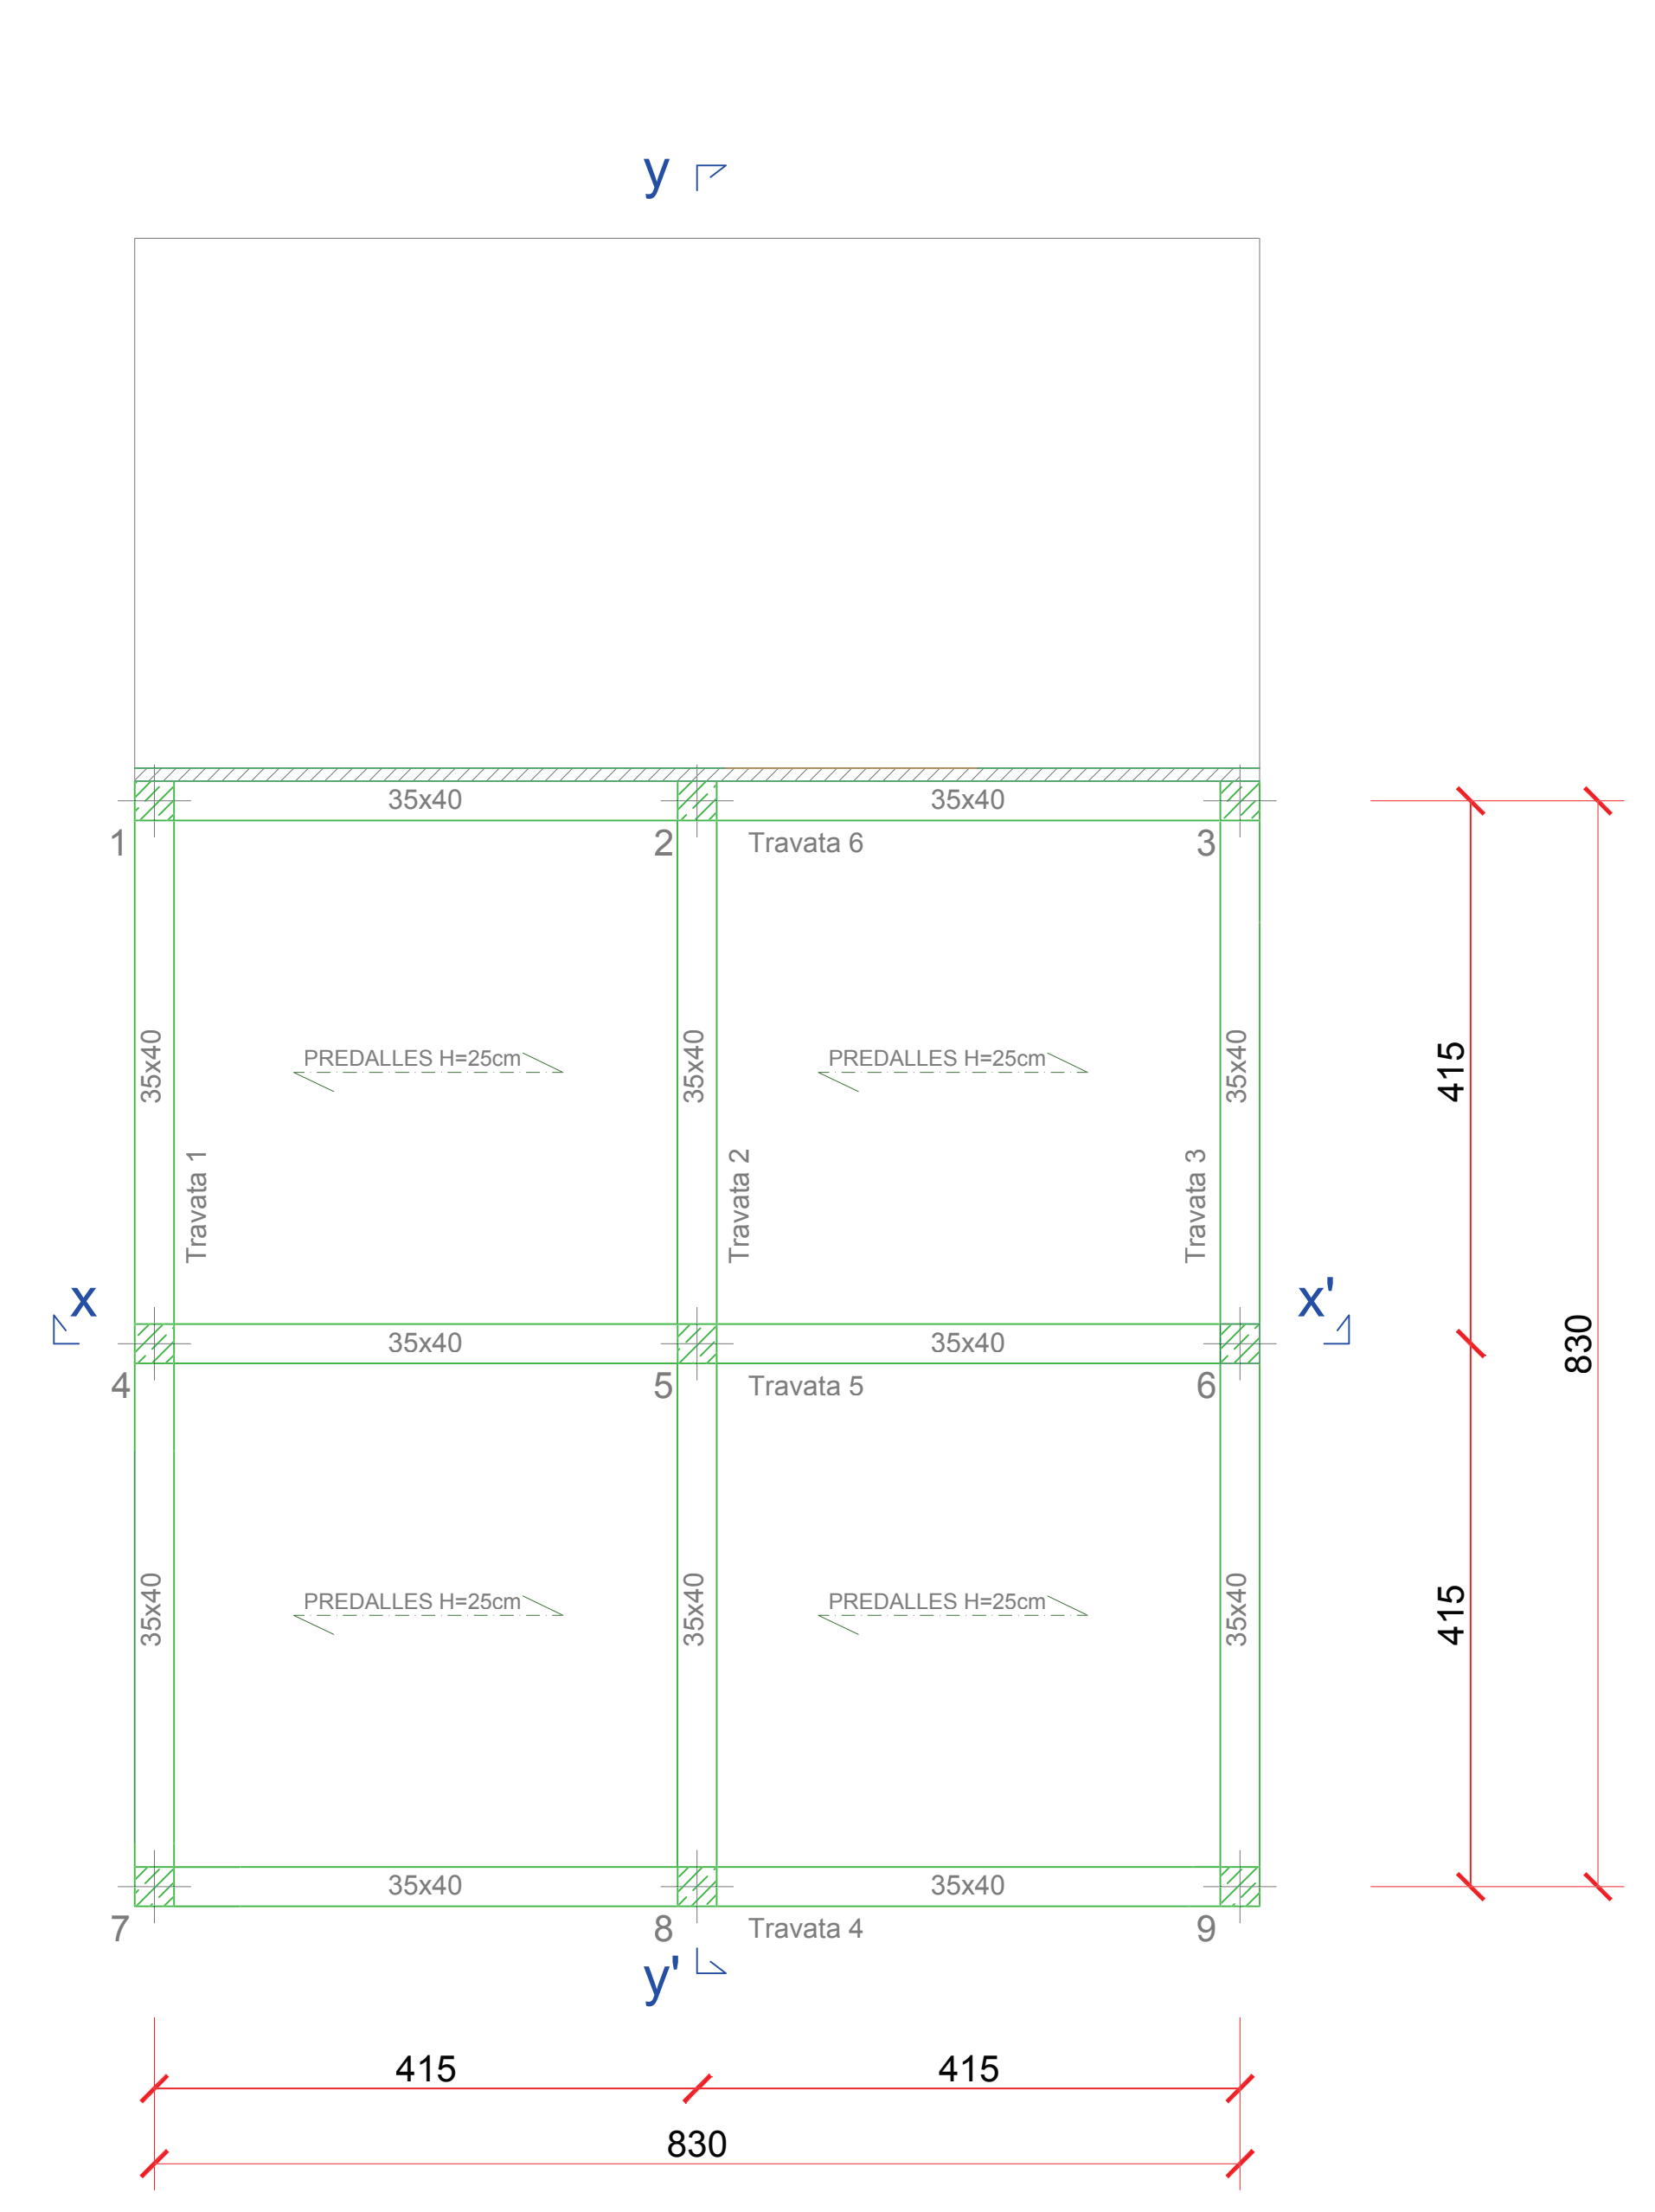 y
35x40 35x40
1 2 Travata 6 3
PREDALLES H=25cm PREDALLES H=25cm
35x40 35x40 35x40
415
Travata 1 Travata 2 Travata 3
x x'
35x40 35x40
830
4 5 Travata 5 6
PREDALLES H=25cm PREDALLES H=25cm
35x40 35x40 35x40
415
35x40 35x40
7 8 Travata 4 9
y'
415 415
830